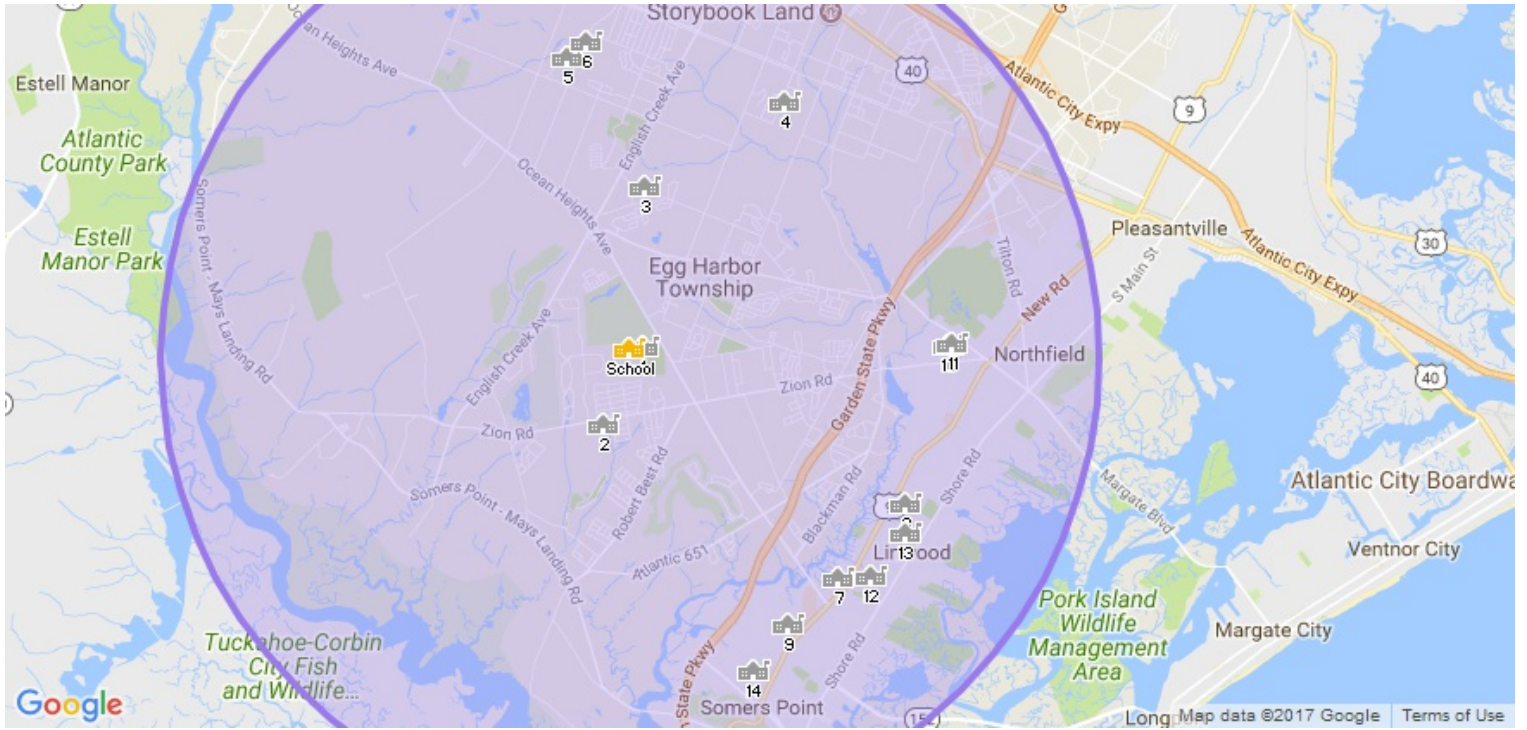 Storybook Land
Ocean Heights Ave
40
G
Estell Manor
5
6
English Creek Ave
4
Atlantic City Expy
9
Atlantic
County Park
Ocean Heights Ave
3
Somers Point - Mays Landing Rd
Estell
Manor Park
Egg Harbor
Township
Tilton Rd
Pleasantville
30
Atlantic City Expy
S Main St
New Rd
Garden State Pkwy
English Creek Ave
School
11
Northfield
Zion Rd
40
2
Zion Rd
Somers Point - Mays Landing Rd
Robert Best Rd
Blackman Rd
Shore Rd
Margate Blvd
Atlantic City Boardwa
Linwood
13
Atlantic 651
Ventnor City
7
12
Pork Island
Wildlife
Management
Area
Margate City
9
Tuckahoe-Corbin
City Fish
and Wildlife...
Shore Rd
State Pkwy
14
Somers Point
152
Google
Map data ©2017 Google
Terms of Use